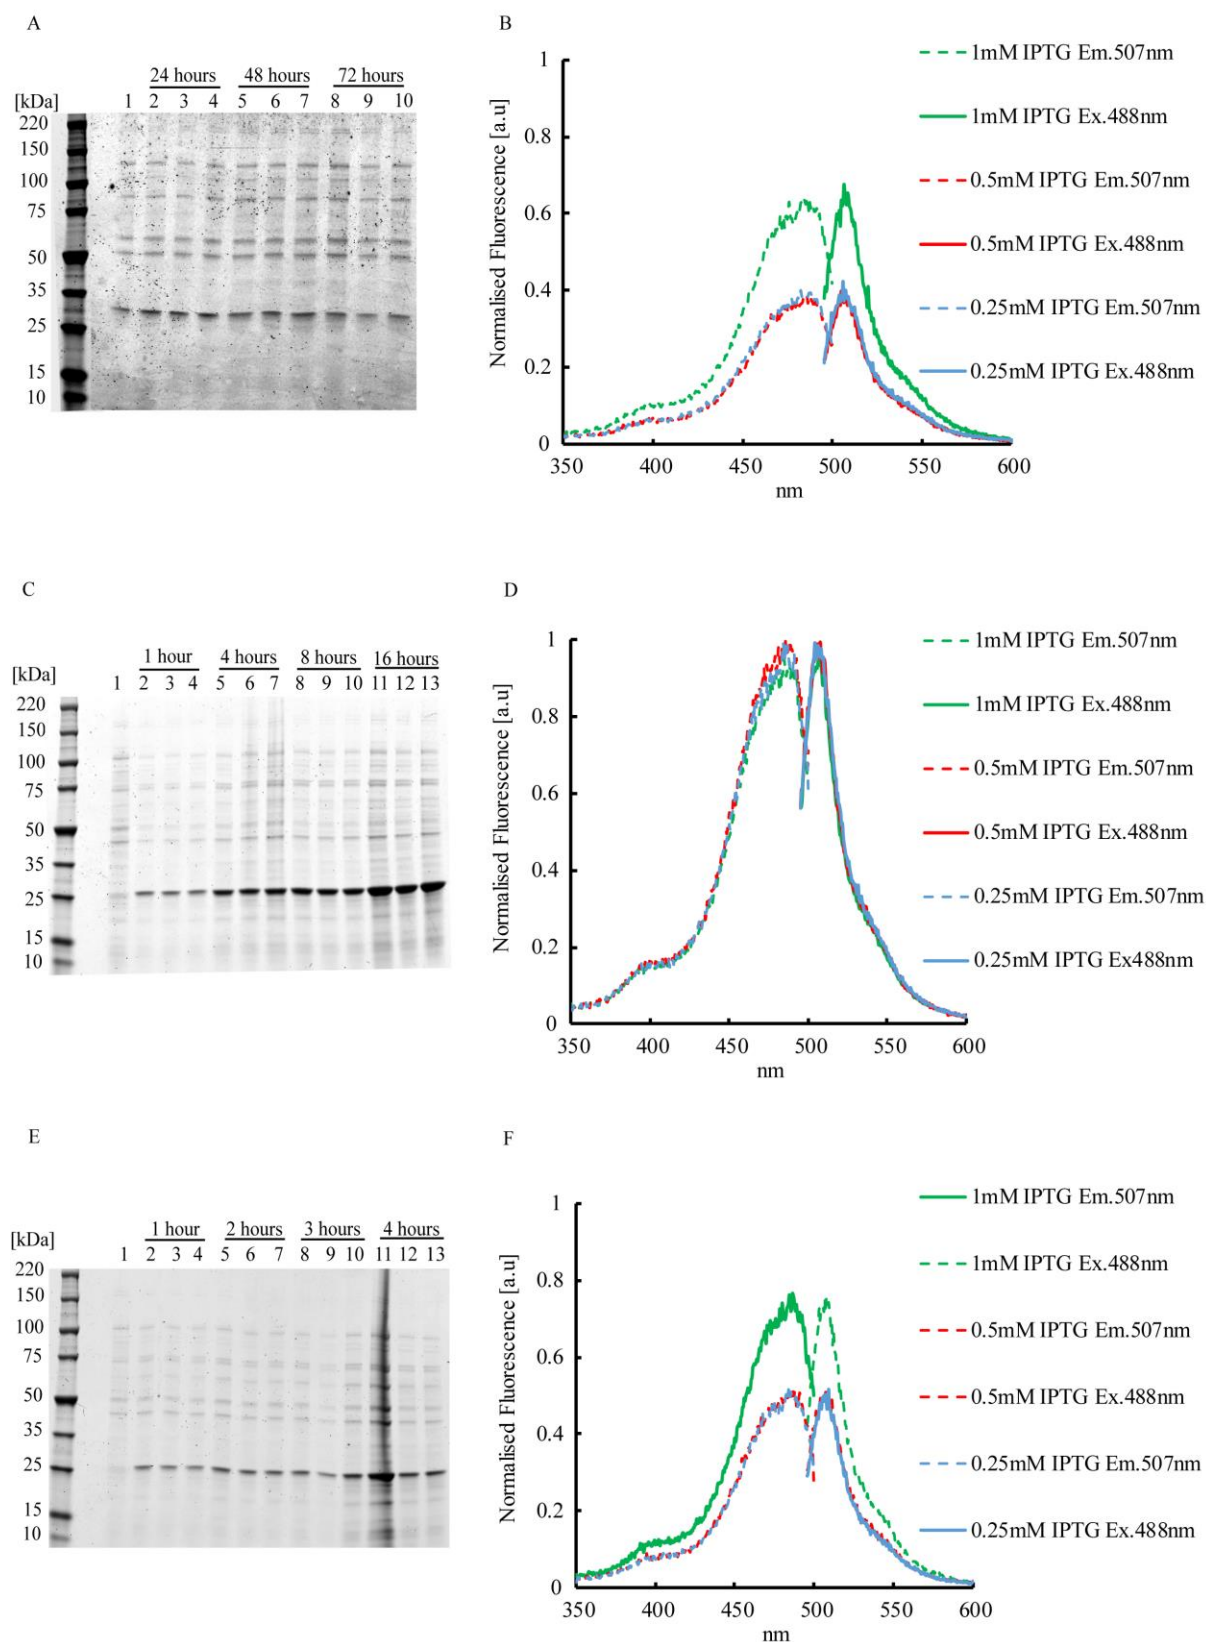 A
24 hours 48 hours 72 hours
[kDa] 1 2 3 4 5 6 7 8 9 10
220
150
100
75
50
35
25
15
10
B
Normalised Fluorescence [a.u]
1
0.8
0.6
0.4
0.2
0
350 400 450 500 550 600
nm
1mM IPTG Em.507nm
1mM IPTG Ex.488nm
0.5mM IPTG Em.507nm
0.5mM IPTG Ex.488nm
0.25mM IPTG Em.507nm
0.25mM IPTG Ex.488nm
C
1 hour 4 hours 8 hours 16 hours
[kDa] 1 2 3 4 5 6 7 8 9 10 11 12 13
220
150
100
75
50
35
25
15
10
D
Normalised Fluorescence [a.u]
1
0.8
0.6
0.4
0.2
0
350 400 450 500 550 600
nm
1mM IPTG Em.507nm
1mM IPTG Ex.488nm
0.5mM IPTG Em.507nm
0.5mM IPTG Ex.488nm
0.25mM IPTG Em.507nm
0.25mM IPTG Ex488nm
E
1 hour 2 hours 3 hours 4 hours
[kDa] 1 2 3 4 5 6 7 8 9 10 11 12 13
220
150
100
75
50
35
25
15
10
F
Normalised Fluorescence [a.u]
1
0.8
0.6
0.4
0.2
0
350 400 450 500 550 600
nm
1mM IPTG Em.507nm
1mM IPTG Ex.488nm
0.5mM IPTG Em.507nm
0.5mM IPTG Ex.488nm
0.25mM IPTG Em.507nm
0.25mM IPTG Ex.488nm